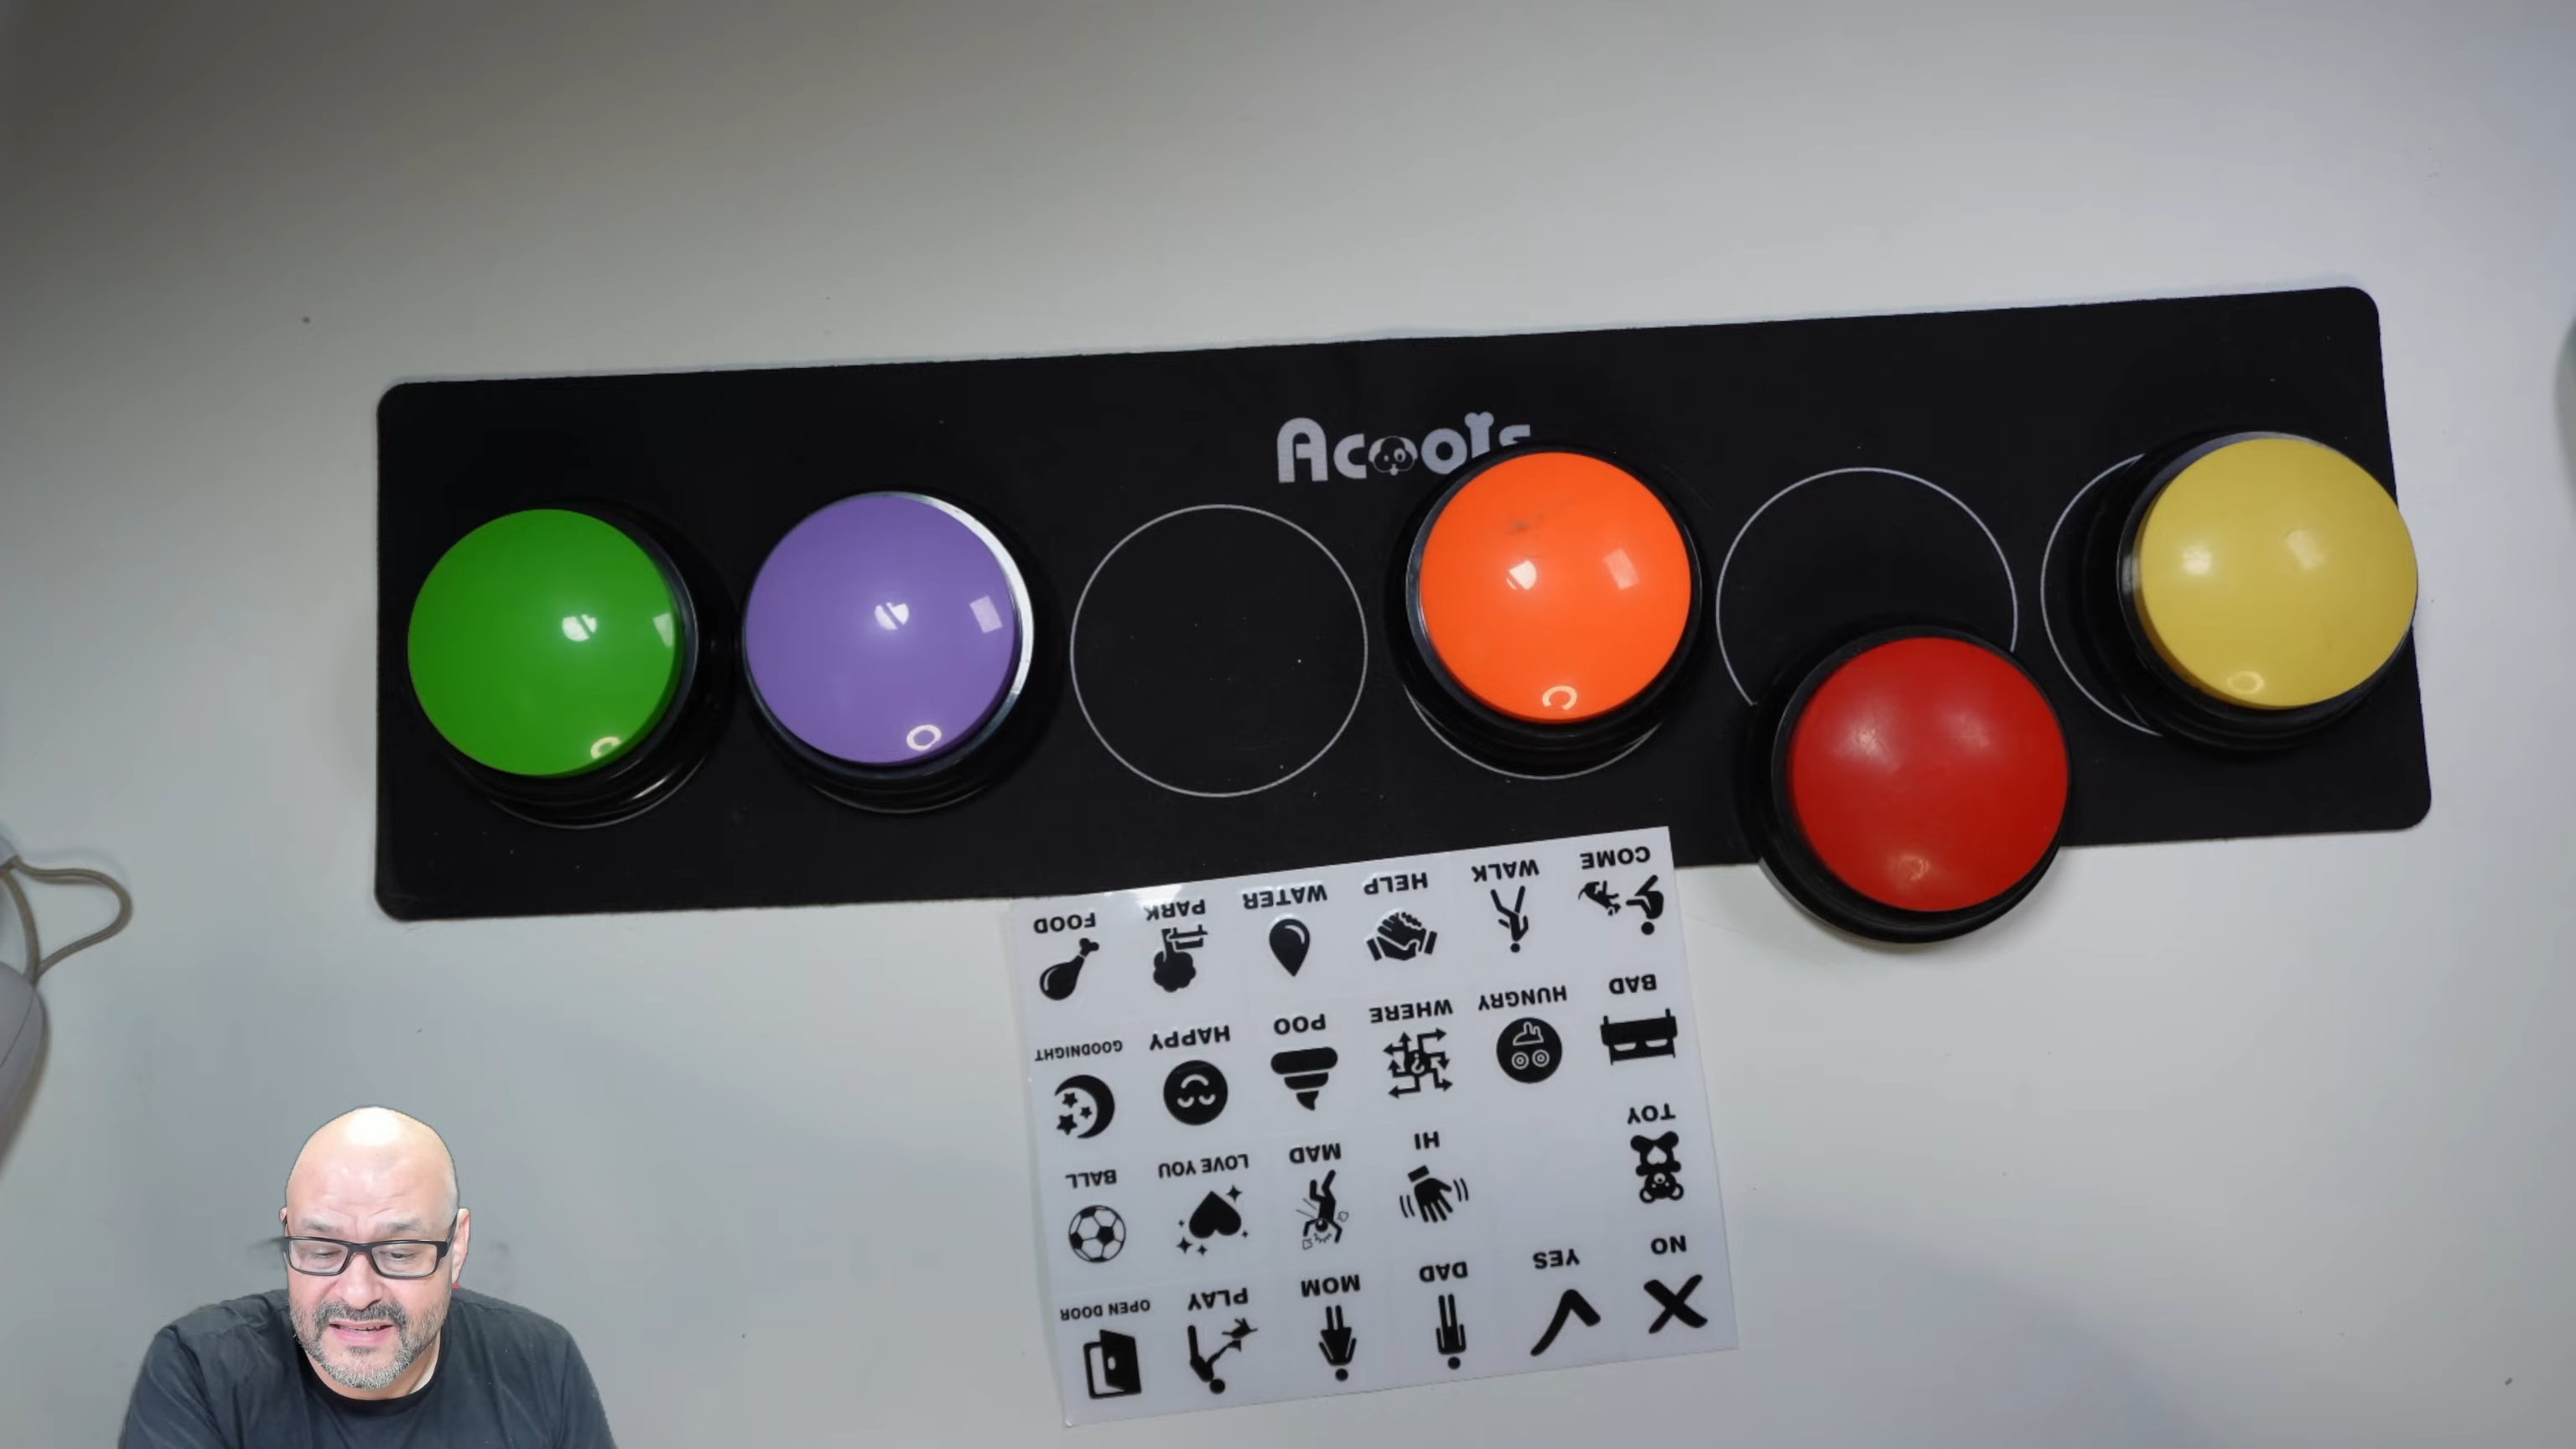 Acoots
NO YES DAD MOM PLAY OPEN DOOR
TOY HI MAD LOVE YOU BALL
BAD HUNGRY WHERE POO HAPPY GOODNIGHT
COME WALK HELP WATER PARK FOOD